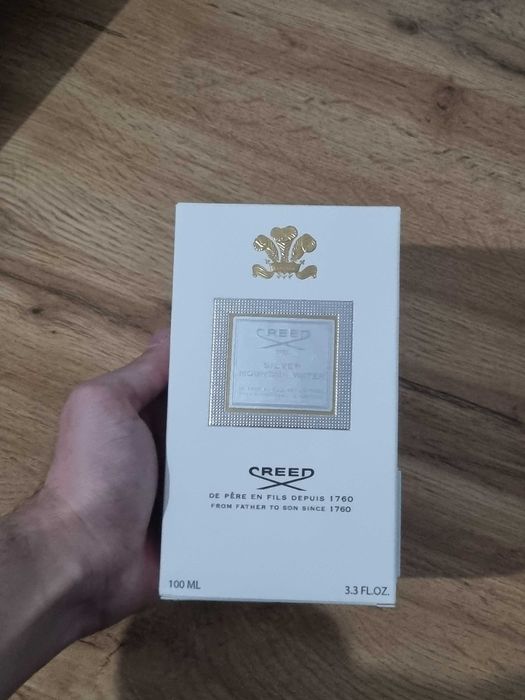 CREED
SILVER
MOUNTAIN WATER
CREED
DE PÈRE EN FILS DEPUIS 1760
FROM FATHER TO SON SINCE 1760
100 ML
3.3 FL.OZ.